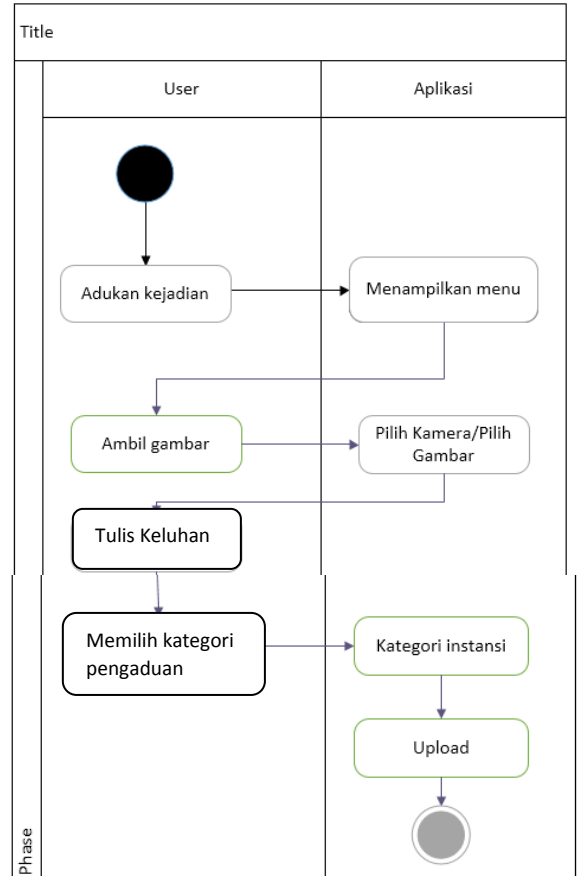 Title
User
Aplikasi
Adukan kejadian
Menampilkan menu
Ambil gambar
Pilih Kamera/Pilih
Gambar
Tulis Keluhan
Memilih kategori
pengaduan
Kategori instansi
Upload
Phase